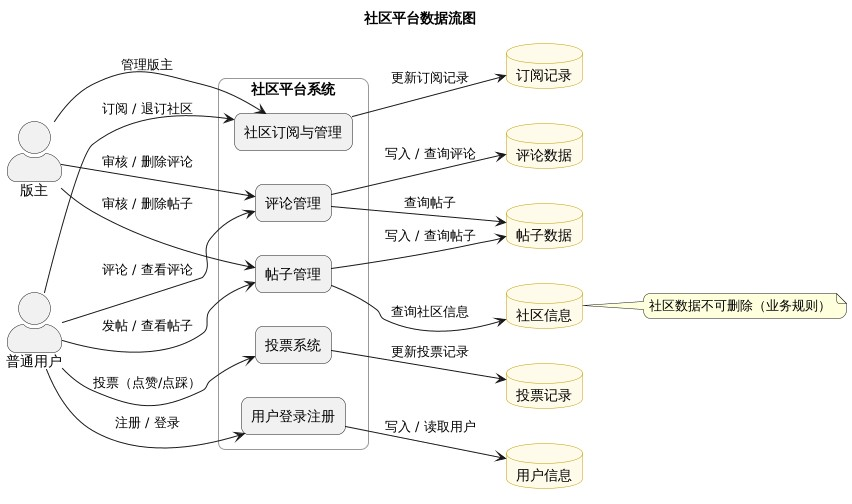 社区平台数据流图
管理版主
订阅 / 退订社区
审核 / 删除评论
审核 / 删除帖子
评论 / 查看评论
发帖 / 查看帖子
投票（点赞/点踩）
注册 / 登录
版主
普通用户
社区平台系统
社区订阅与管理
评论管理
帖子管理
投票系统
用户登录注册
更新订阅记录
写入 / 查询评论
查询帖子
写入 / 查询帖子
查询社区信息
更新投票记录
写入 / 读取用户
订阅记录
评论数据
帖子数据
社区信息
投票记录
用户信息
社区数据不可删除（业务规则）